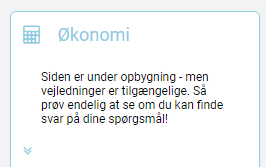 Økonomi
Siden er under opbygning - men
vejledninger er tilgængelige. Så
prøv endelig at se om du kan finde
svar på dine spørgsmål!